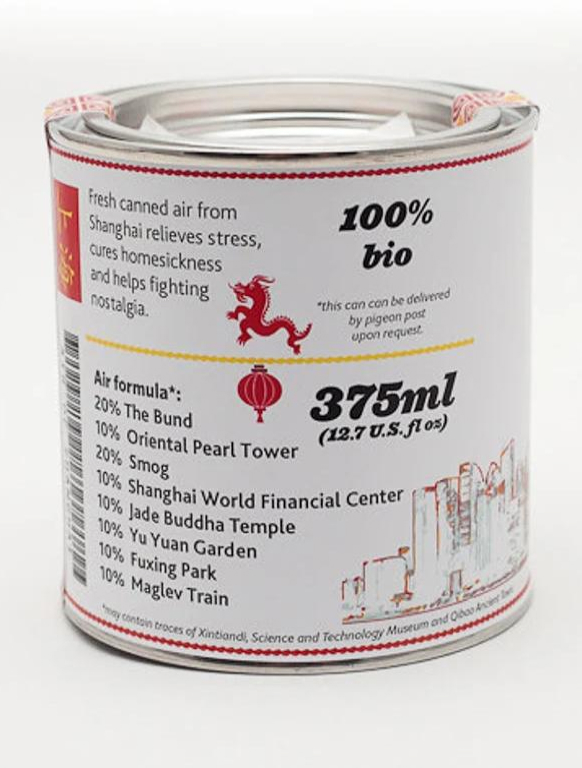 Fresh canned air from
Shanghai relieves stress,
cures homesickness
and helps fighting
nostalgia.
100%
bio
*this can can be delivered
by pigeon post
upon request.
Air formula*:
20% The Bund
10% Oriental Pearl Tower
20% Smog
10% Shanghai World Financial Center
10% Jade Buddha Temple
10% Yu Yuan Garden
10% Fuxing Park
10% Maglev Train
375ml
(12.7 U.S. fl oz)
*may contain traces of Xintiandi, Science and Technology Museum and Qibao Ancient Town